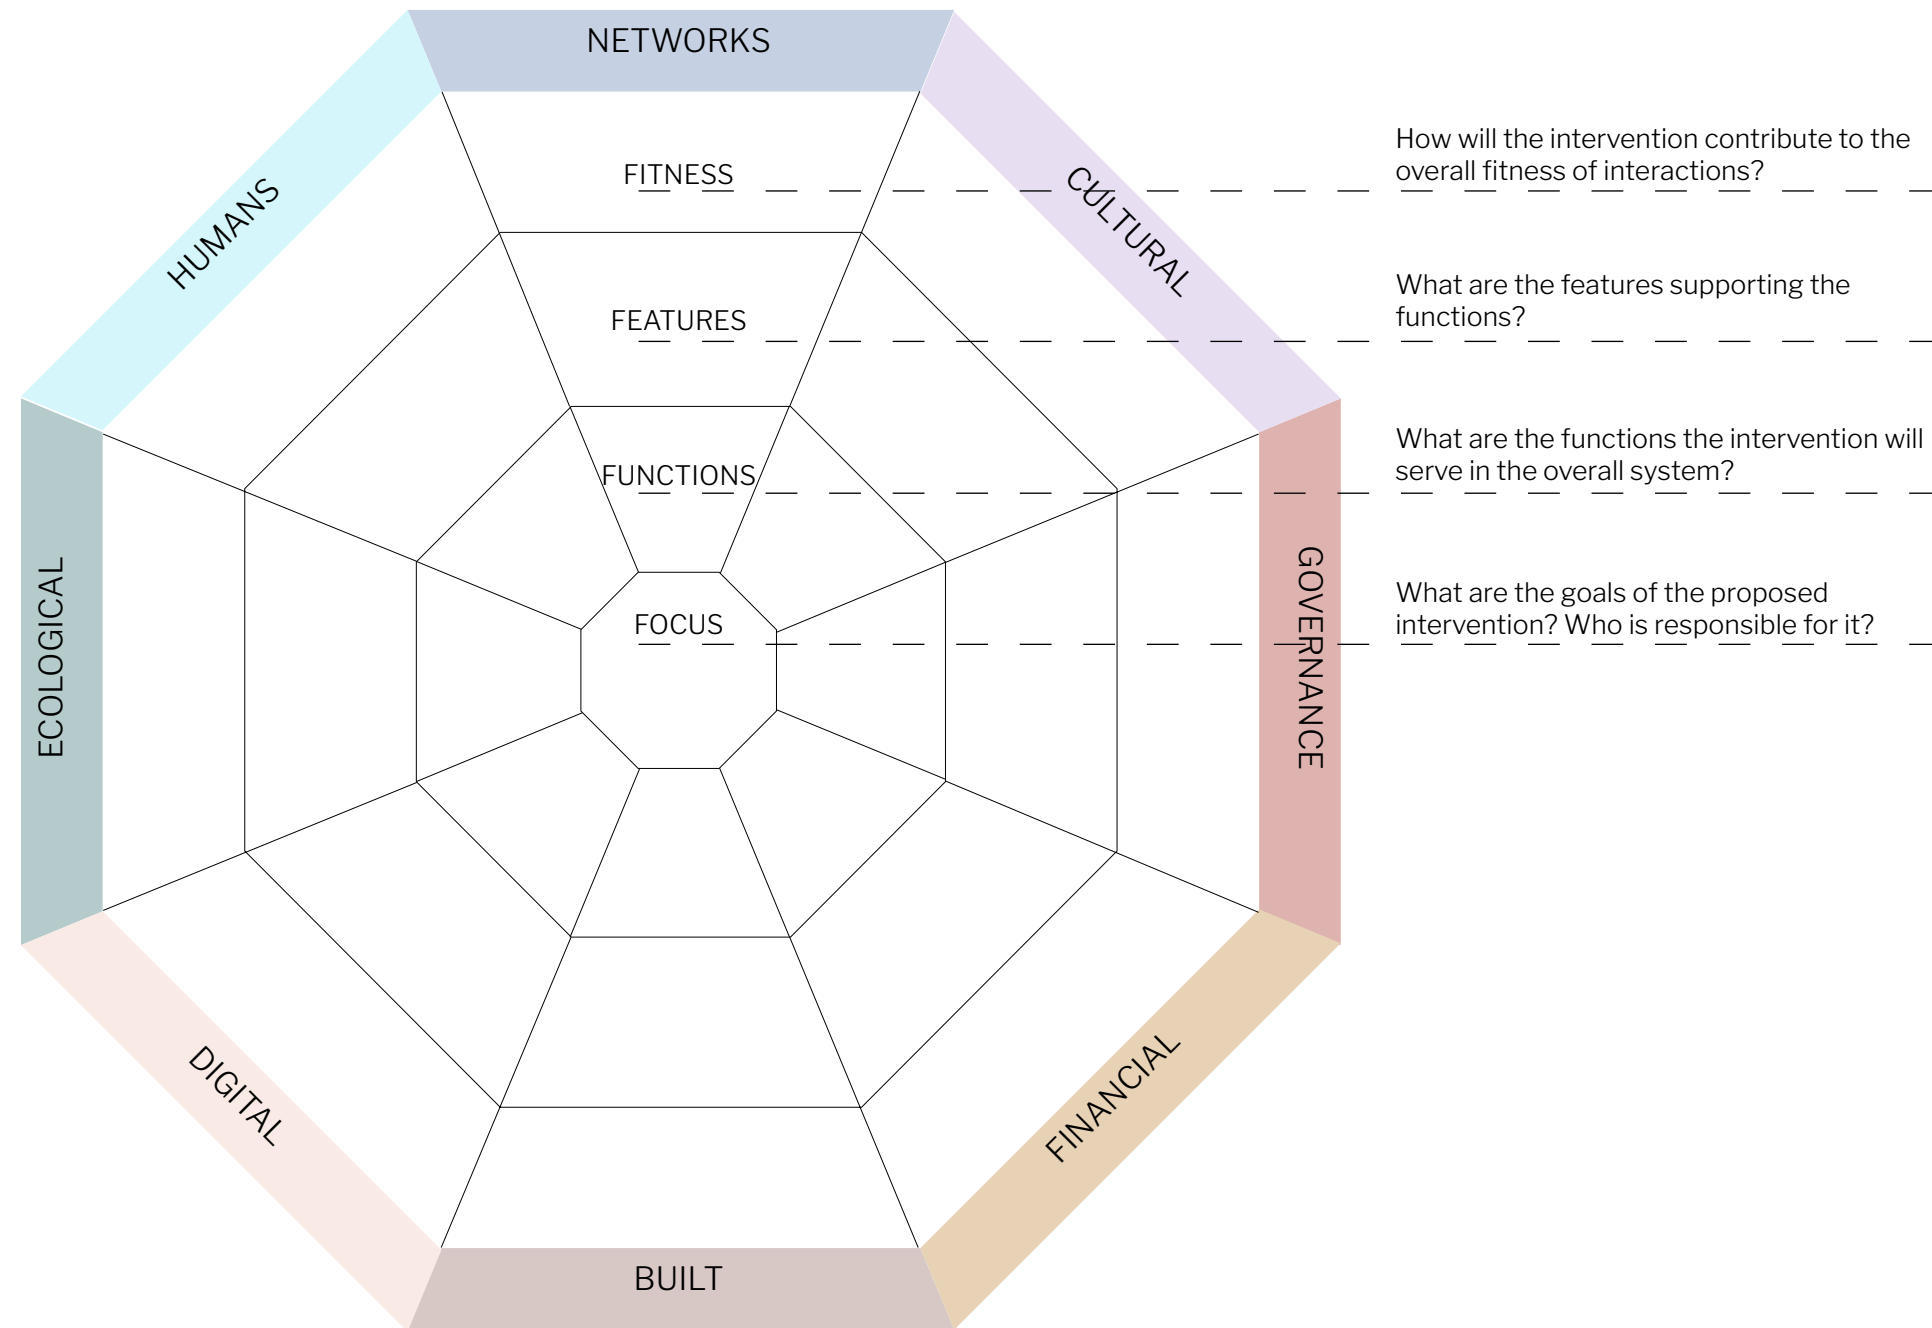 NETWORKS
How will the intervention contribute to the
overall fitness of interactions?
FITNESS
CULTURAL
HUMANS
What are the features supporting the
functions?
FEATURES
What are the functions the intervention will
serve in the overall system?
FUNCTIONS
What are the goals of the proposed
intervention? Who is responsible for it?
FOCUS
ECOLOGICAL
GOVERNANCE
DIGITAL
FINANCIAL
BUILT